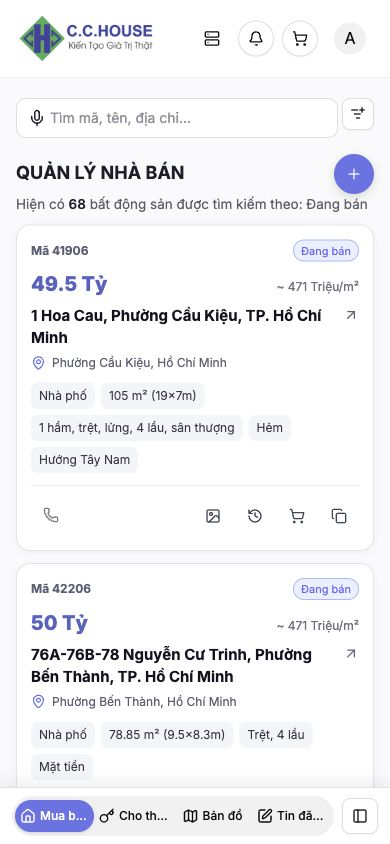 C.C.HOUSE
Kiến Tạo Giá Trị Thật
A
Tìm mã, tên, địa chỉ...
QUẢN LÝ NHÀ BÁN
Hiện có 68 bất động sản được tìm kiếm theo: Đang bán
Mã 41906
Đang bán
49.5 Tỷ
~ 471 Triệu/m²
1 Hoa Cau, Phường Cầu Kiệu, TP. Hồ Chí
Minh
Phường Cầu Kiệu, Hồ Chí Minh
Nhà phố
105 m² (19×7m)
1 hầm, trệt, lửng, 4 lầu, sân thượng
Hẻm
Hướng Tây Nam
Mã 42206
Đang bán
50 Tỷ
~ 471 Triệu/m²
76A-76B-78 Nguyễn Cư Trinh, Phường
Bến Thành, TP. Hồ Chí Minh
Phường Bến Thành, Hồ Chí Minh
Nhà phố
78.85 m² (9.5×8.3m)
Trệt, 4 lầu
Mặt tiền
Mua b...
Cho th...
Bản đồ
Tin đă...